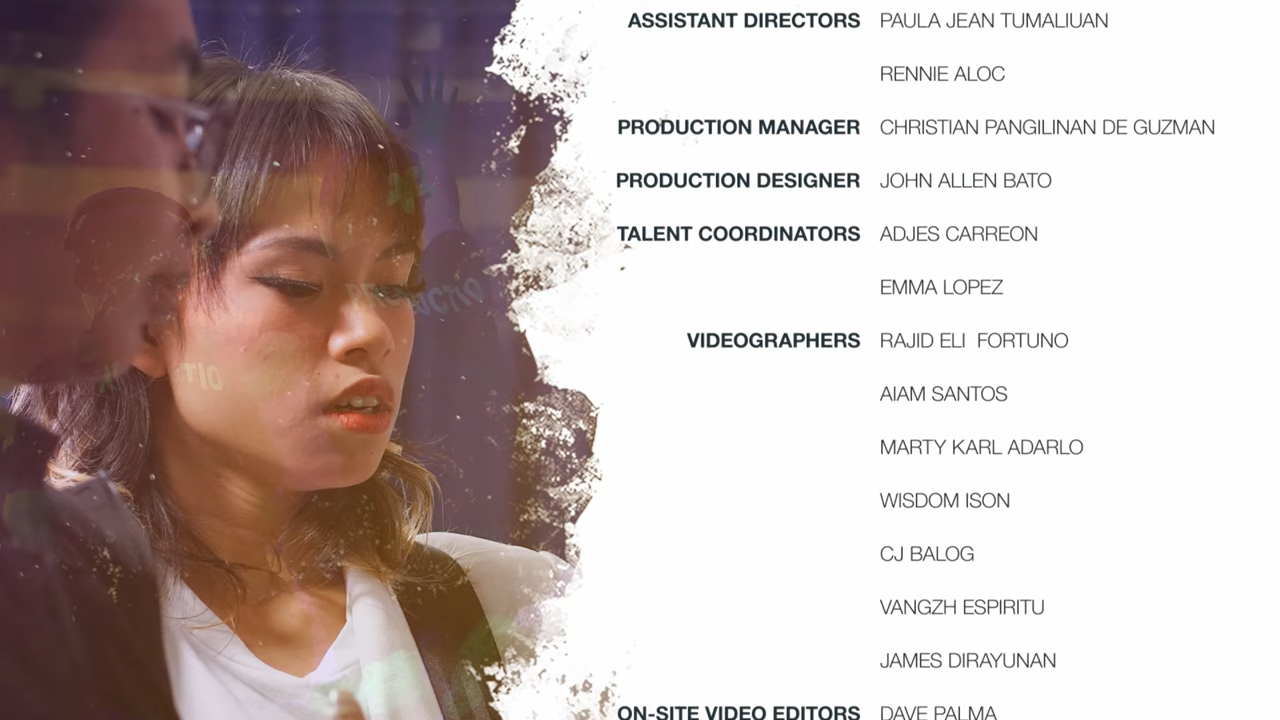 ASSISTANT DIRECTORS PAULA JEAN TUMALIUAN
RENNIE ALOC
PRODUCTION MANAGER CHRISTIAN PANGILINAN DE GUZMAN
PRODUCTION DESIGNER JOHN ALLEN BATO
TALENT COORDINATORS ADJES CARREON
EMMA LOPEZ
VIDEOGRAPHERS RAJID ELI FORTUNO
AIAM SANTOS
MARTY KARL ADARLO
WISDOM ISON
CJ BALOG
VANGZH ESPIRITU
JAMES DIRAYUNAN
ON-SITE VIDEO EDITORS DAVE PALMA